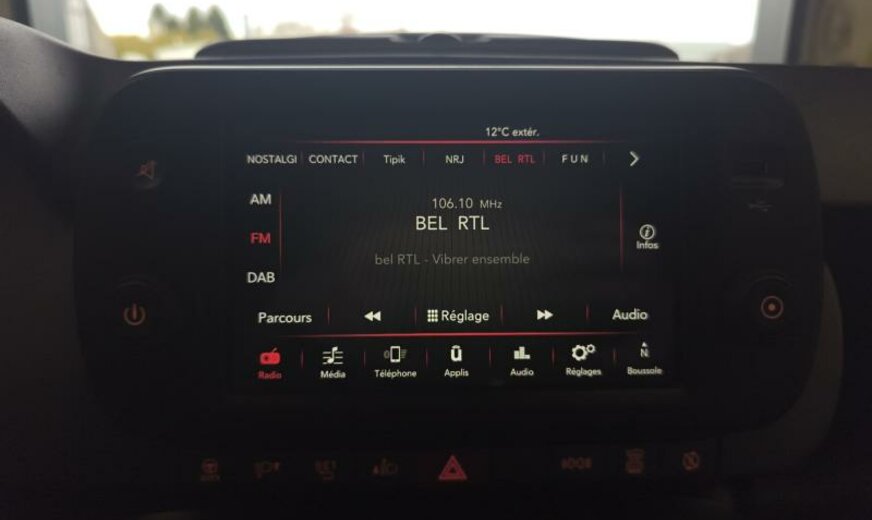 12°C extér.
NOSTALGI CONTACT Tipik NRJ BEL RTL FUN
AM
106.10 MHz
BEL RTL
FM
Infos
bel RTL - Vibrer ensemble
DAB
Parcours Réglage Audio
Radio Média Téléphone Applis Audio Réglages N Boussole